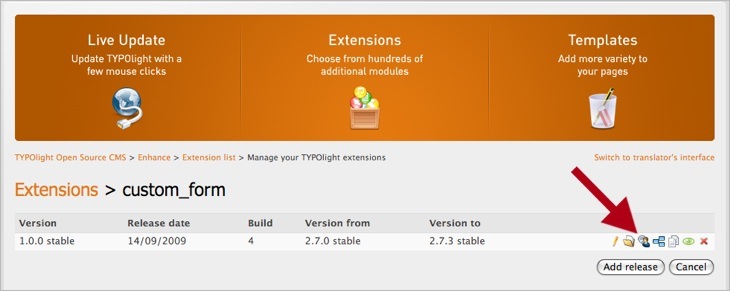 Live Update
Update TYPOlight with a
few mouse clicks
Extensions
Choose from hundreds of
additional modules
Templates
Add more variety to
your pages
TYPOlight Open Source CMS > Enhance > Extension list > Manage your TYPOlight extensions
Switch to translator's interface
Extensions > custom_form
Version Release date Build Version from Version to
1.0.0 stable 14/09/2009 4 2.7.0 stable 2.7.3 stable
Add release Cancel